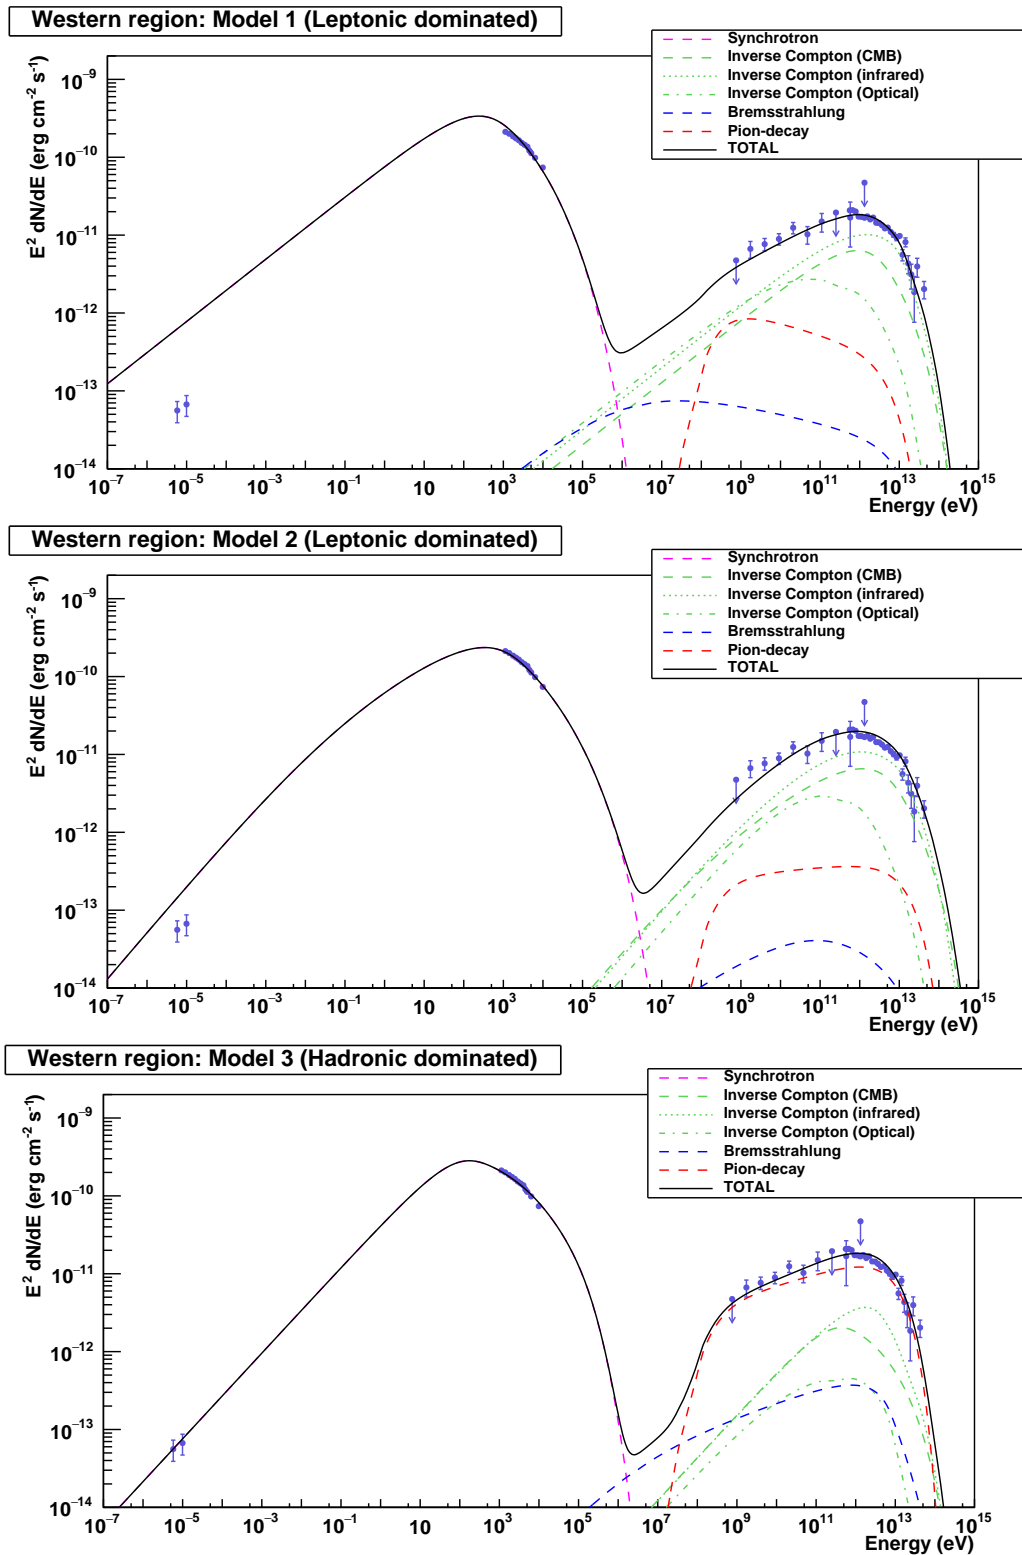 Western region: Model 1 (Leptonic dominated)
Synchrotron
Inverse Compton (CMB)
Inverse Compton (infrared)
Inverse Compton (Optical)
Bremsstrahlung
Pion-decay
TOTAL
E² dN/dE (erg cm⁻² s⁻¹)
10⁻⁹
10⁻¹⁰
10⁻¹¹
10⁻¹²
10⁻¹³
10⁻¹⁴
10⁻⁷ 10⁻⁵ 10⁻³ 10⁻¹ 10 10³ 10⁵ 10⁷ 10⁹ 10¹¹ 10¹³ 10¹⁵
Energy (eV)
Western region: Model 2 (Leptonic dominated)
Synchrotron
Inverse Compton (CMB)
Inverse Compton (infrared)
Inverse Compton (Optical)
Bremsstrahlung
Pion-decay
TOTAL
E² dN/dE (erg cm⁻² s⁻¹)
10⁻⁹
10⁻¹⁰
10⁻¹¹
10⁻¹²
10⁻¹³
10⁻¹⁴
10⁻⁷ 10⁻⁵ 10⁻³ 10⁻¹ 10 10³ 10⁵ 10⁷ 10⁹ 10¹¹ 10¹³ 10¹⁵
Energy (eV)
Western region: Model 3 (Hadronic dominated)
Synchrotron
Inverse Compton (CMB)
Inverse Compton (infrared)
Inverse Compton (Optical)
Bremsstrahlung
Pion-decay
TOTAL
E² dN/dE (erg cm⁻² s⁻¹)
10⁻⁹
10⁻¹⁰
10⁻¹¹
10⁻¹²
10⁻¹³
10⁻¹⁴
10⁻⁷ 10⁻⁵ 10⁻³ 10⁻¹ 10 10³ 10⁵ 10⁷ 10⁹ 10¹¹ 10¹³ 10¹⁵
Energy (eV)